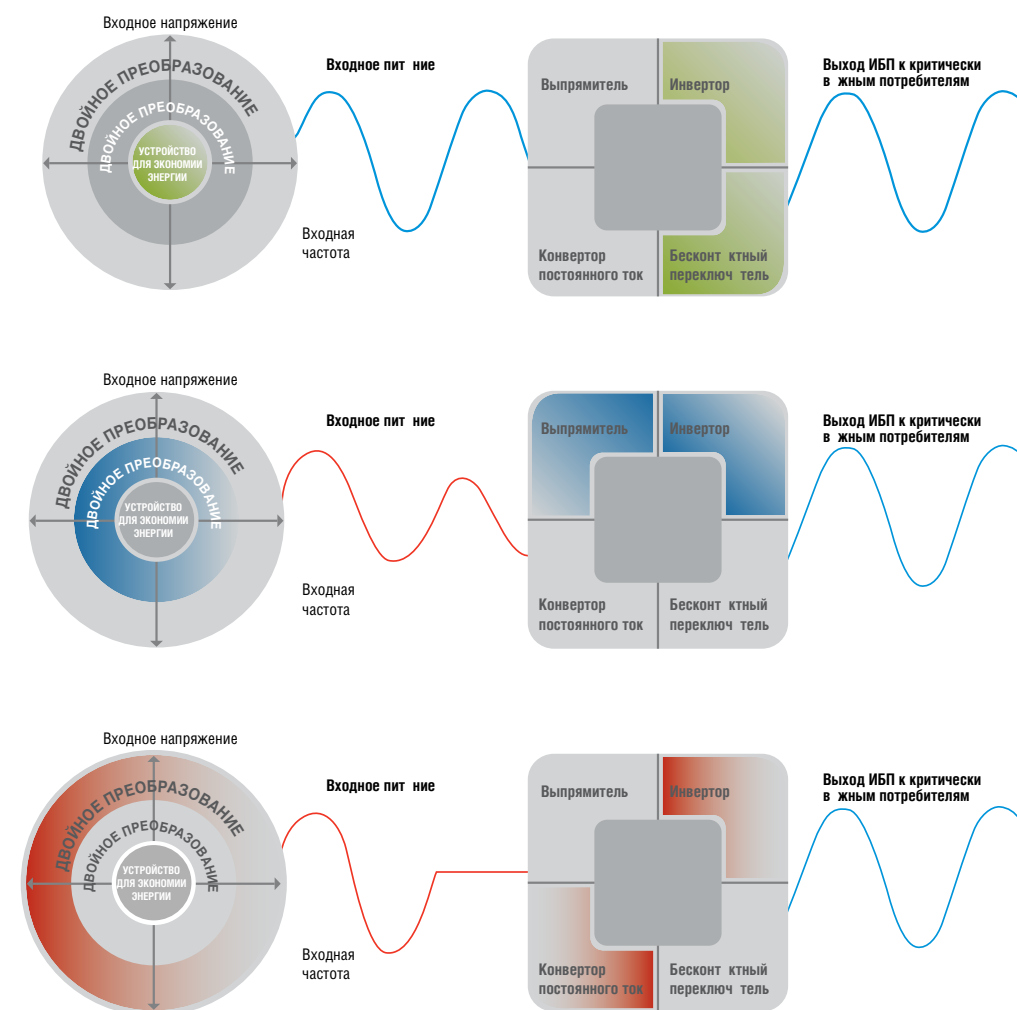 Входное напряжение
ДВОЙНОЕ ПРЕОБРАЗОВАНИЕ
ДВОЙНОЕ ПРЕОБРАЗОВАНИЕ
УСТРОЙСТВО
ДЛЯ ЭКОНОМИИ
ЭНЕРГИИ
Входная
частота
Входное пит ние
Выпрямитель
Инвертор
Конвертор
постоянного ток
Бесконт ктный
переключ тель
Выход ИБП к критически
в жным потребителям
Входное напряжение
ДВОЙНОЕ ПРЕОБРАЗОВАНИЕ
ДВОЙНОЕ ПРЕОБРАЗОВАНИЕ
УСТРОЙСТВО
ДЛЯ ЭКОНОМИИ
ЭНЕРГИИ
Входная
частота
Входное пит ние
Выпрямитель
Инвертор
Конвертор
постоянного ток
Бесконт ктный
переключ тель
Выход ИБП к критически
в жным потребителям
Входное напряжение
ДВОЙНОЕ ПРЕОБРАЗОВАНИЕ
ДВОЙНОЕ ПРЕОБРАЗОВАНИЕ
УСТРОЙСТВО
ДЛЯ ЭКОНОМИИ
ЭНЕРГИИ
Входная
частота
Входное пит ние
Выпрямитель
Инвертор
Конвертор
постоянного ток
Бесконт ктный
переключ тель
Выход ИБП к критически
в жным потребителям